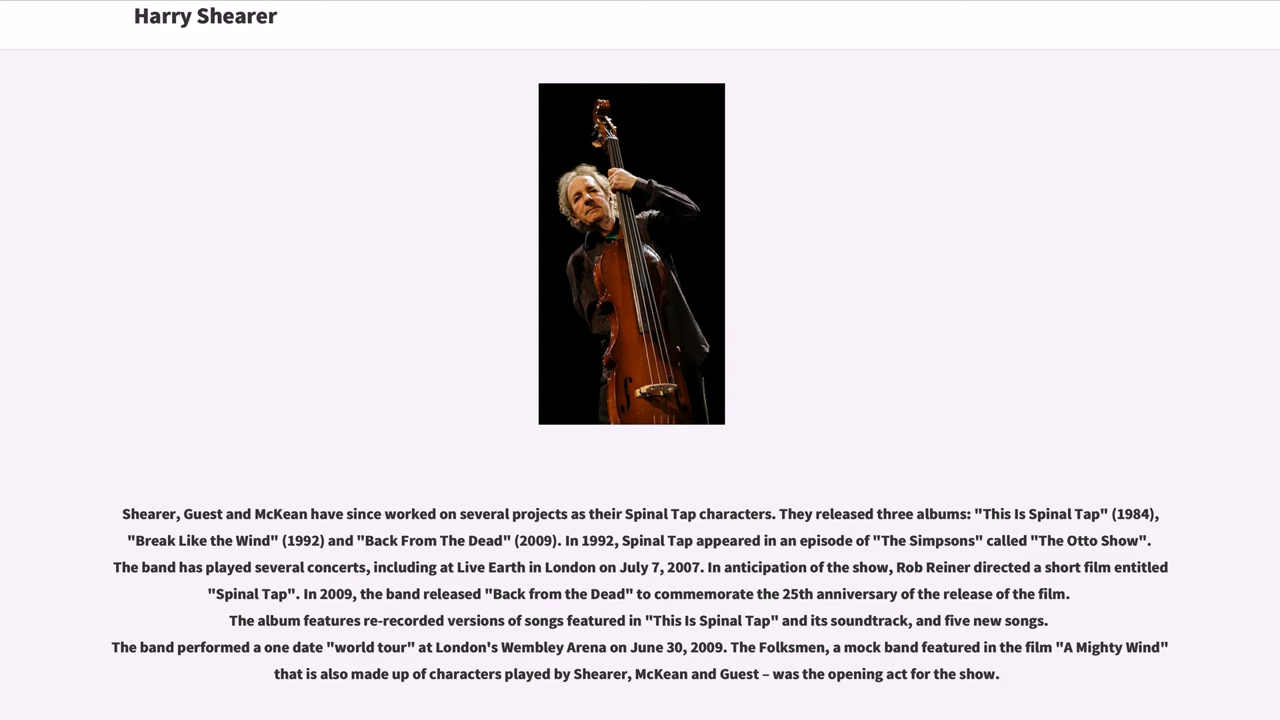 Harry Shearer
Shearer, Guest and McKean have since worked on several projects as their Spinal Tap characters. They released three albums: "This Is Spinal Tap" (1984),
"Break Like the Wind" (1992) and "Back From The Dead" (2009). In 1992, Spinal Tap appeared in an episode of "The Simpsons" called "The Otto Show".
The band has played several concerts, including at Live Earth in London on July 7, 2007. In anticipation of the show, Rob Reiner directed a short film entitled
"Spinal Tap". In 2009, the band released "Back from the Dead" to commemorate the 25th anniversary of the release of the film.
The album features re-recorded versions of songs featured in "This Is Spinal Tap" and its soundtrack, and five new songs.
The band performed a one date "world tour" at London's Wembley Arena on June 30, 2009. The Folksmen, a mock band featured in the film "A Mighty Wind"
that is also made up of characters played by Shearer, McKean and Guest – was the opening act for the show.